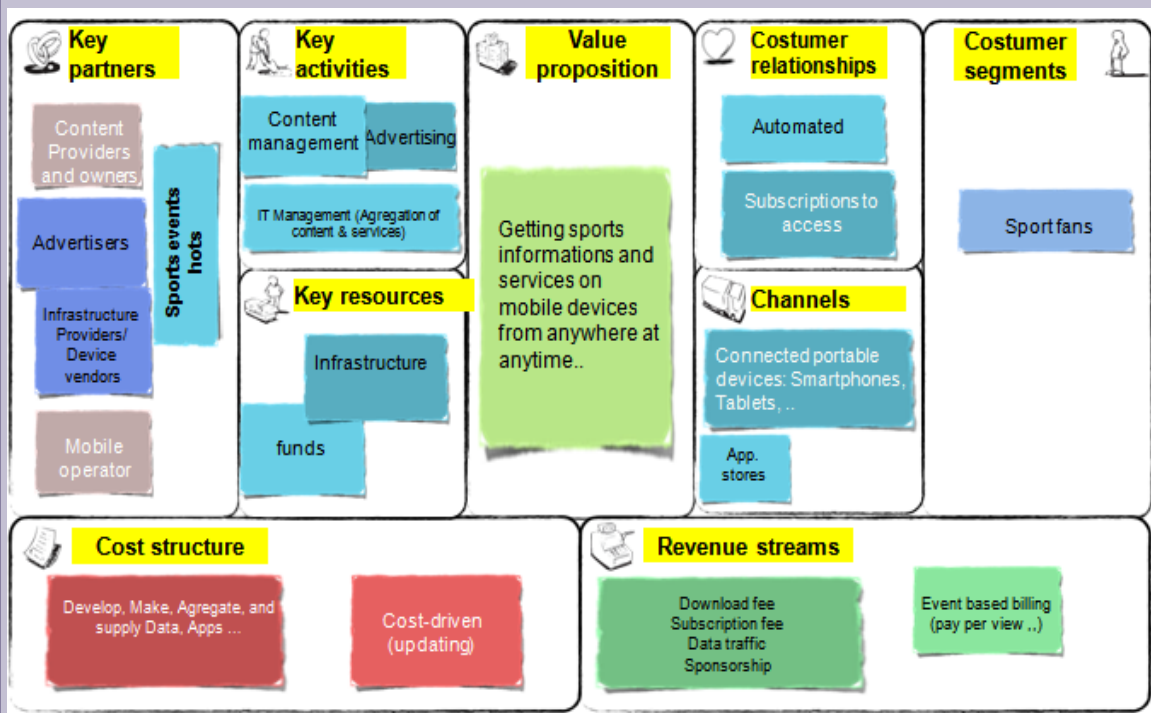 Key
partners
Content
Providers
and owners,
Sports events
hots
Advertisers
Infrastructure
Providers/
Device
vendors
Mobile
operator
Key
activities
Content
management
Advertising
IT Management (Agregation of
content & services)
Key resources
Infrastructure
funds
Value
proposition
Getting sports
informations and
services on
mobile devices
from anywhere at
anytime..
Costumer
relationships
Automated
Subscriptions to
access
Channels
Connected portable
devices: Smartphones,
Tablets, ..
App.
stores
Costumer
segments
Sport fans
Cost structure
Develop, Make, Agregate, and
supply Data, Apps ...
Cost-driven
(updating)
Revenue streams
Download fee
Subscription fee
Data traffic
Sponsorship
Event based billing
(pay per view ,,)